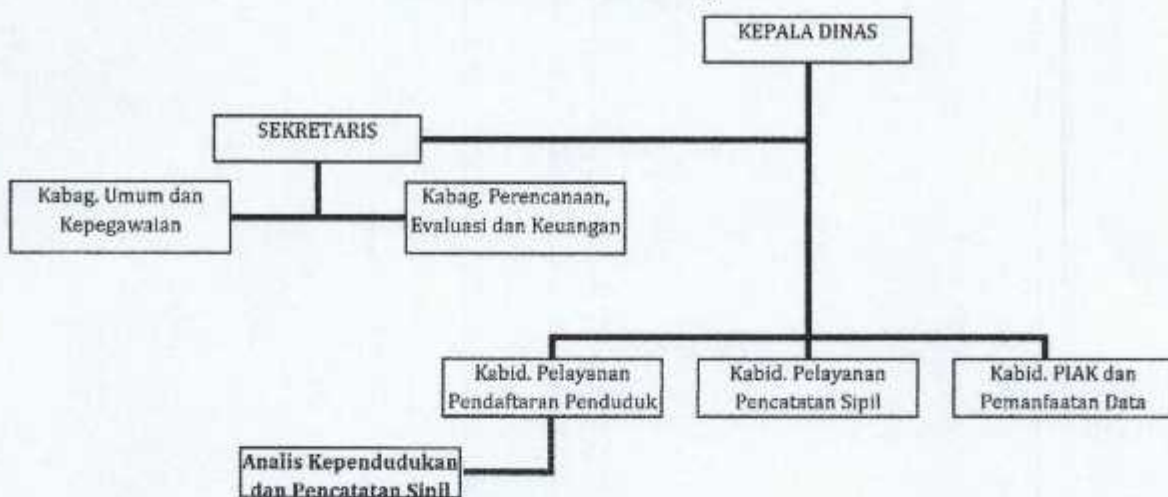 KEPALA DINAS
SEKRETARIS
Kabag. Umum dan
Kepegawaian
Kabag. Perencanaan,
Evaluasi dan Keuangan
Kabid. Pelayanan
Pendaftaran Penduduk
Kabid. Pelayanan
Pencatatan Sipil
Kabid. PIAK dan
Pemanfaatan Data
Analis Kependudukan
dan Pencatatan Sipil